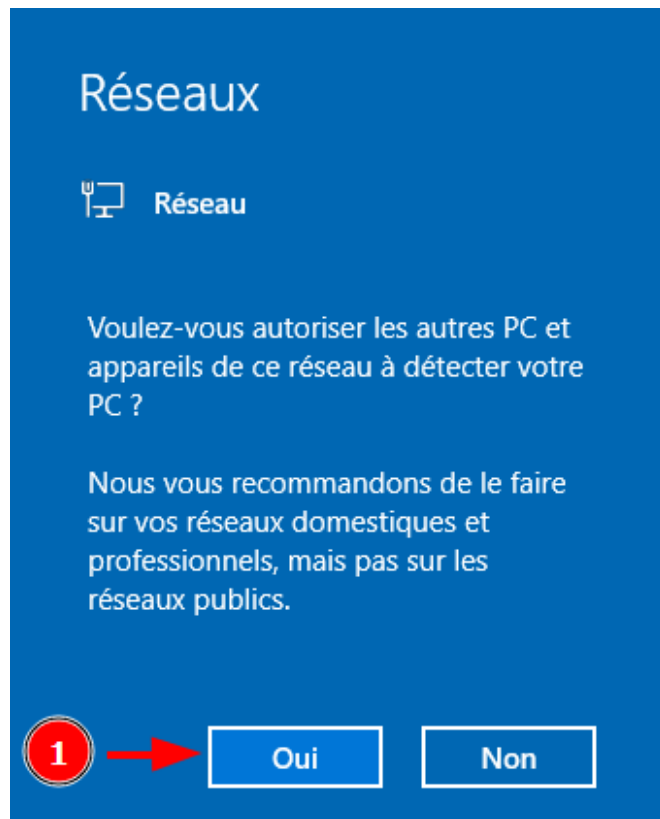 Réseaux
Réseau
Voulez-vous autoriser les autres PC et
appareils de ce réseau à détecter votre
PC ?
Nous vous recommandons de le faire
sur vos réseaux domestiques et
professionnels, mais pas sur les
réseaux publics.
1
Oui
Non